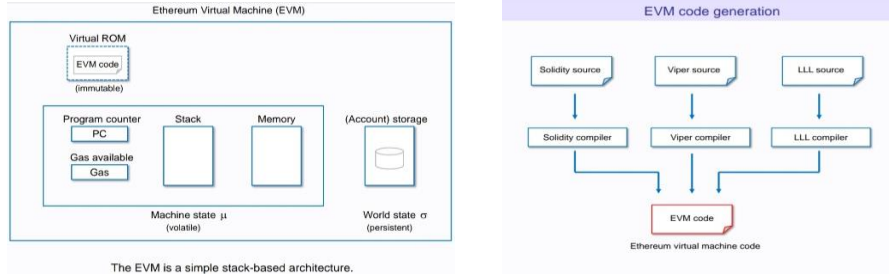 Ethereum Virtual Machine (EVM)
Virtual ROM
EVM code
(immutable)
Program counter
PC
Gas available
Gas
Stack
Memory
(Account) storage
Machine state μ
(volatile)
World state σ
(persistent)
The EVM is a simple stack-based architecture.
EVM code generation
Solidity source
Viper source
LLL source
Solidity compiler
Viper compiler
LLL compiler
EVM code
Ethereum virtual machine code